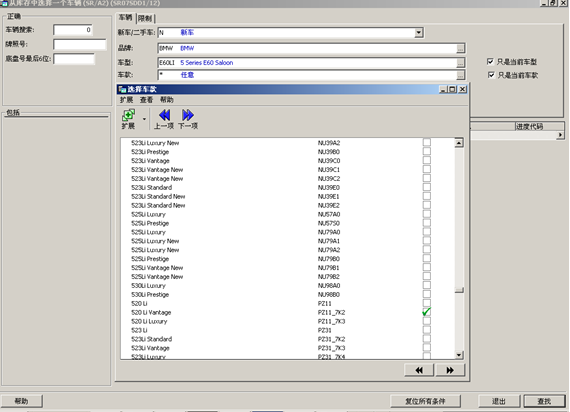 从库存中选择一个车辆 (SR/A2) (SR07SDD1/12)
正确
车辆搜索: 0
牌照号:
底盘号最后6位:
包括
车辆 限制
新车/二手车: N 新车
品牌: BMW BMW
车型: E60LI 5 Series E60 Saloon
车款: * 任意
只是当前车型
只是当前车款
进度代码
选择车款
扩展 查看 帮助
扩展 上一项 下一项
523Li Luxury New NU39A2
523Li Prestige NU39B0
523Li Vantage NU39C0
523Li Vantage New NU39C1
523Li Vantage New NU39C2
523Li Standard NU39E0
523Li Standard New NU39E1
523Li Standard New NU39E2
525Li Luxury NU57A0
525Li Prestige NU57S0
525Li Luxury NU79A0
525Li Luxury New NU79A1
525Li Luxury New NU79A2
525Li Prestige NU79B0
525Li Vantage New NU79B1
525Li Vantage New NU79B2
530Li Luxury NU98A0
530Li Prestige NU98B0
520 Li PZ11
520 Li Vantage PZ11_7K2
520 Li Luxury PZ11_7K3
523 Li PZ31
523Li Standard PZ31_7K2
523Li Vantage PZ31_7K3
523Li Luxury PZ31_7K4
帮助 复位所有条件 退出 查找